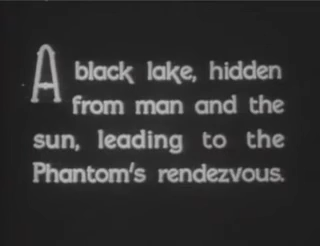 A black lake, hidden
from man and the
sun, leading to the
Phantom's rendezvous.